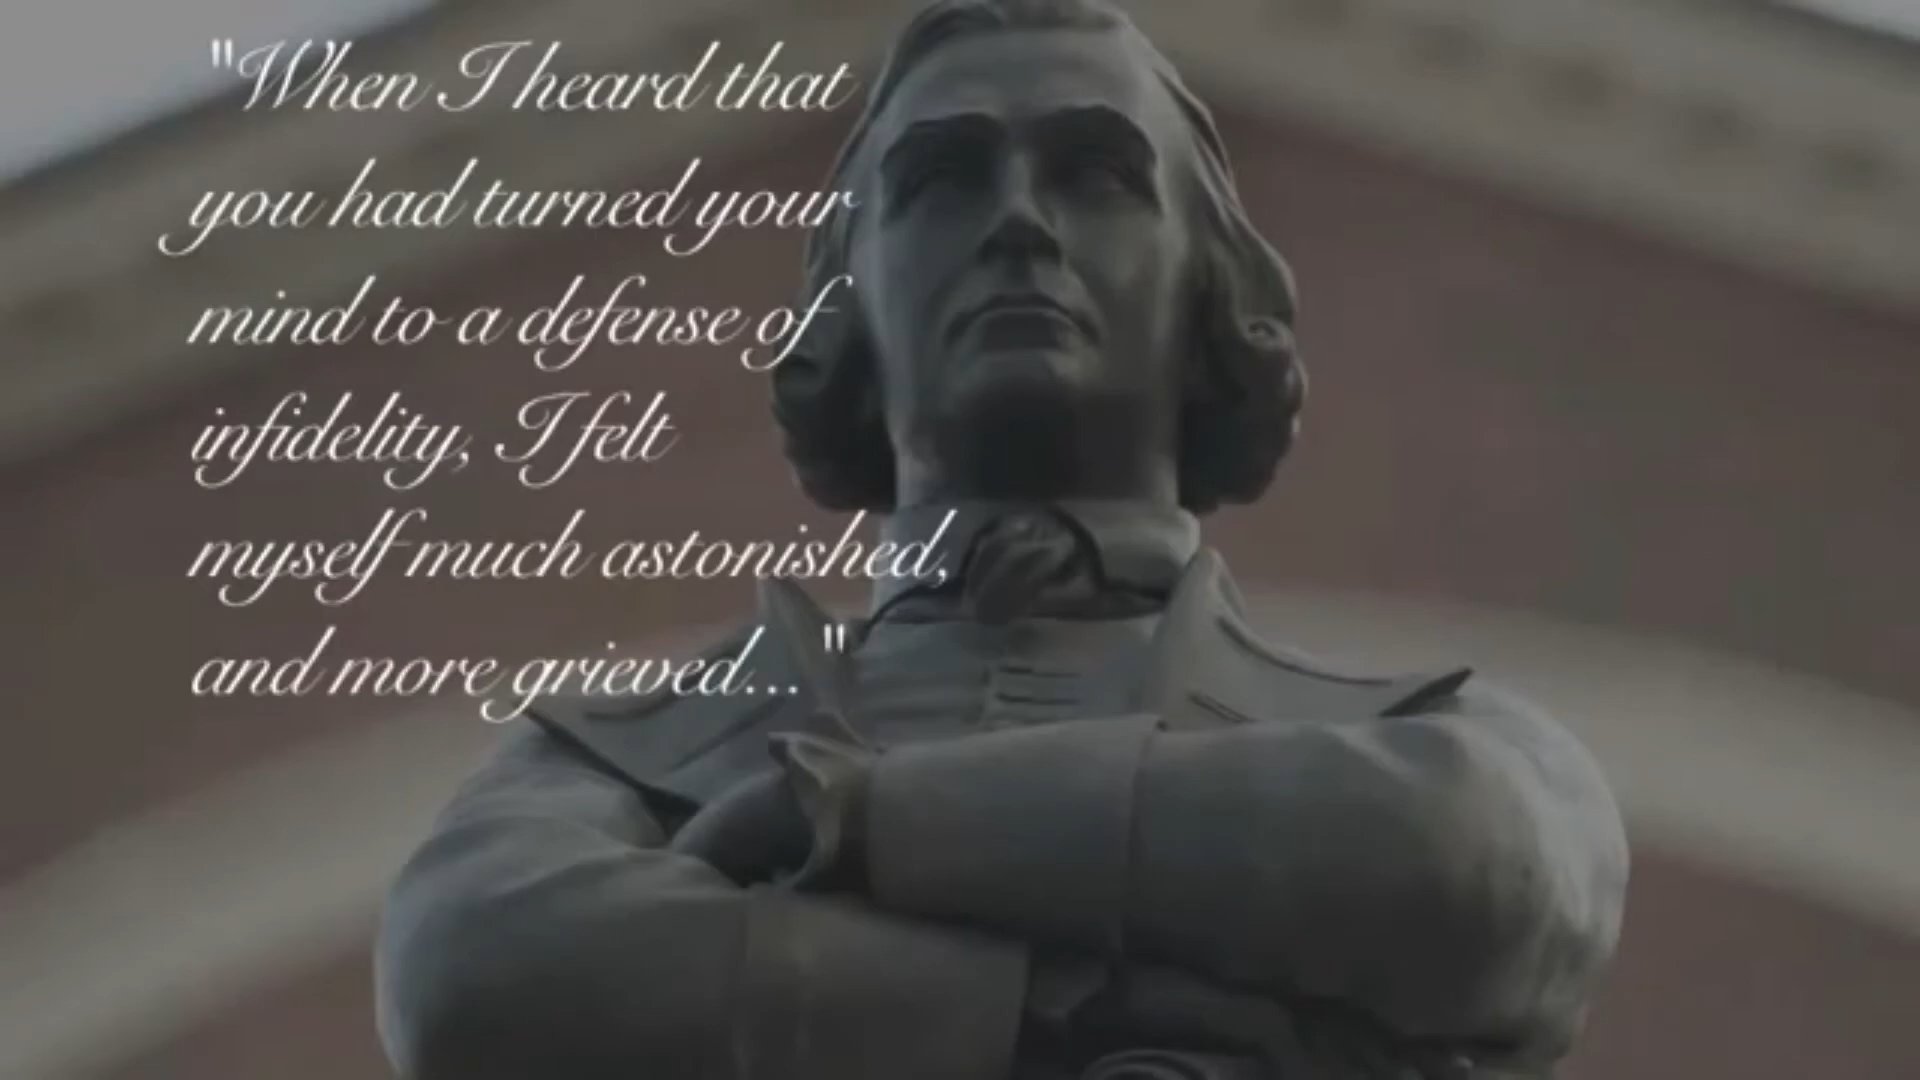 "When I heard that
you had turned your
mind to a defense of
infidelity, I felt
myself much astonished,
and more grieved... "